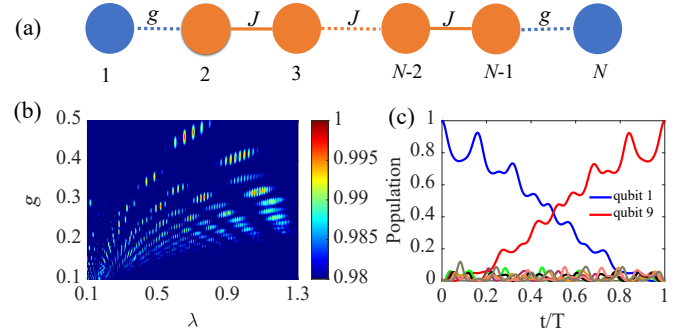 (a)
g J J J g
1 2 3 N-2 N-1 N
(b)
0.5
0.4
0.3
0.2
0.1
g
0.1 0.5 0.9 1.3
λ
1
0.995
0.99
0.985
0.98
(c)
1
0.8
0.6
0.4
0.2
0
Population
qubit 1
qubit 9
0 0.2 0.4 0.6 0.8 1
t/T